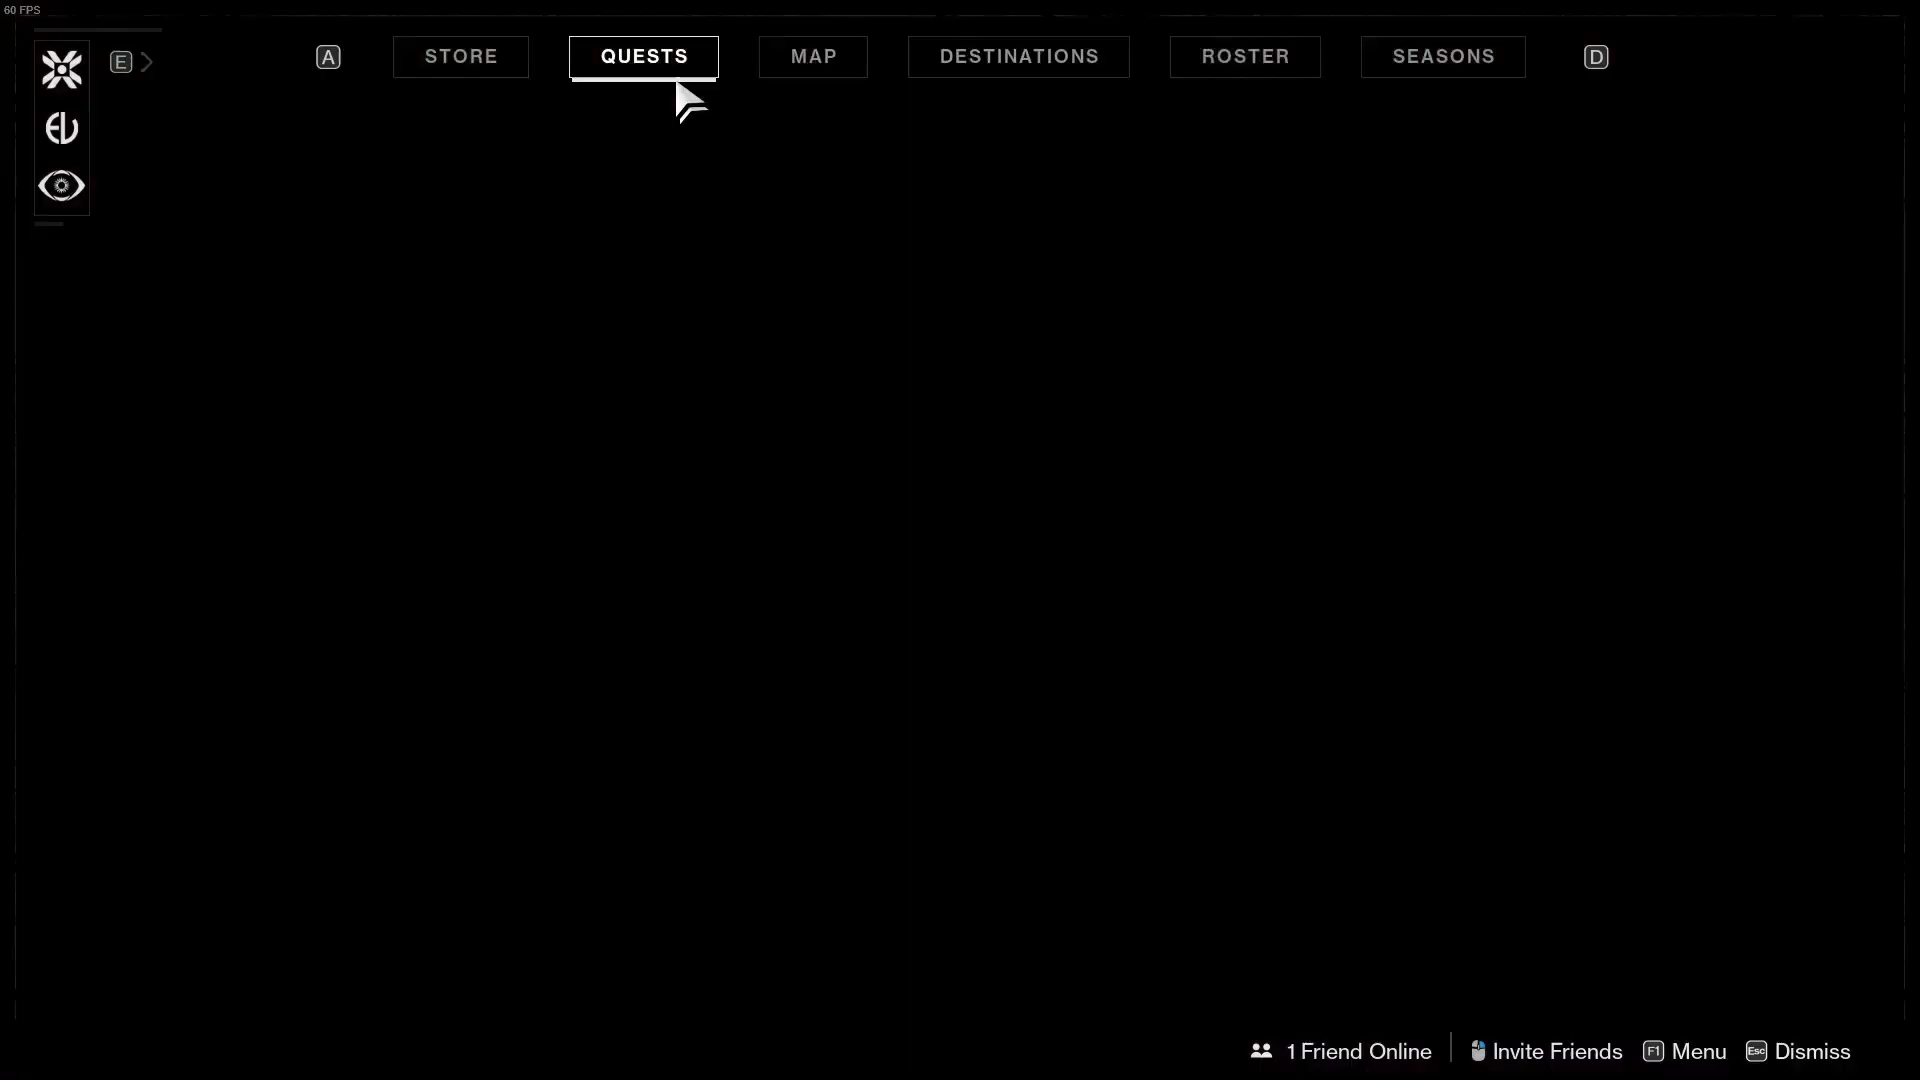 60 FPS
E
A
STORE
QUESTS
MAP
DESTINATIONS
ROSTER
SEASONS
D
1 Friend Online
Invite Friends
F1 Menu
Esc Dismiss